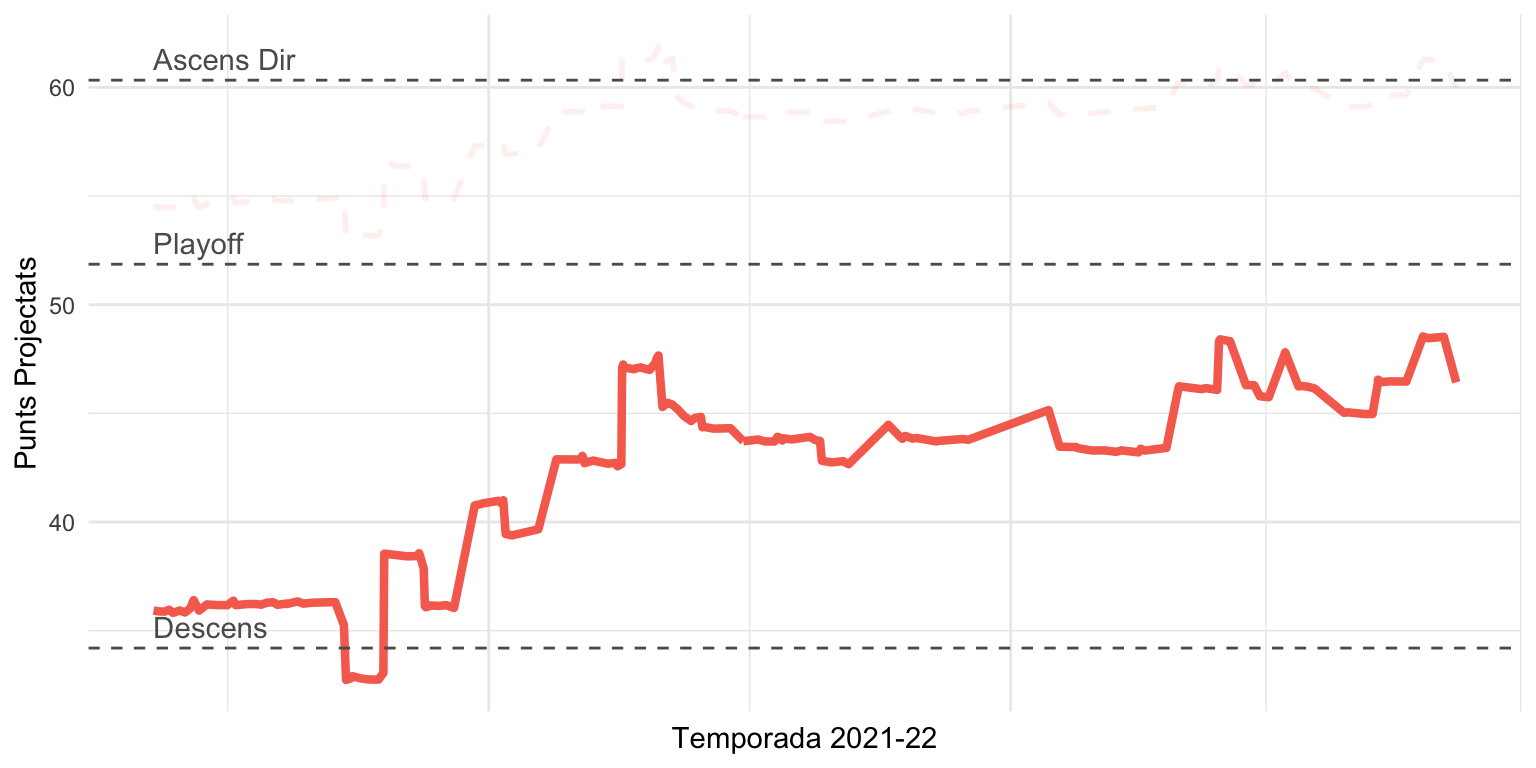 Ascens Dir
60
Playoff
50
40
Descens
Punts Projectats
Temporada 2021-22